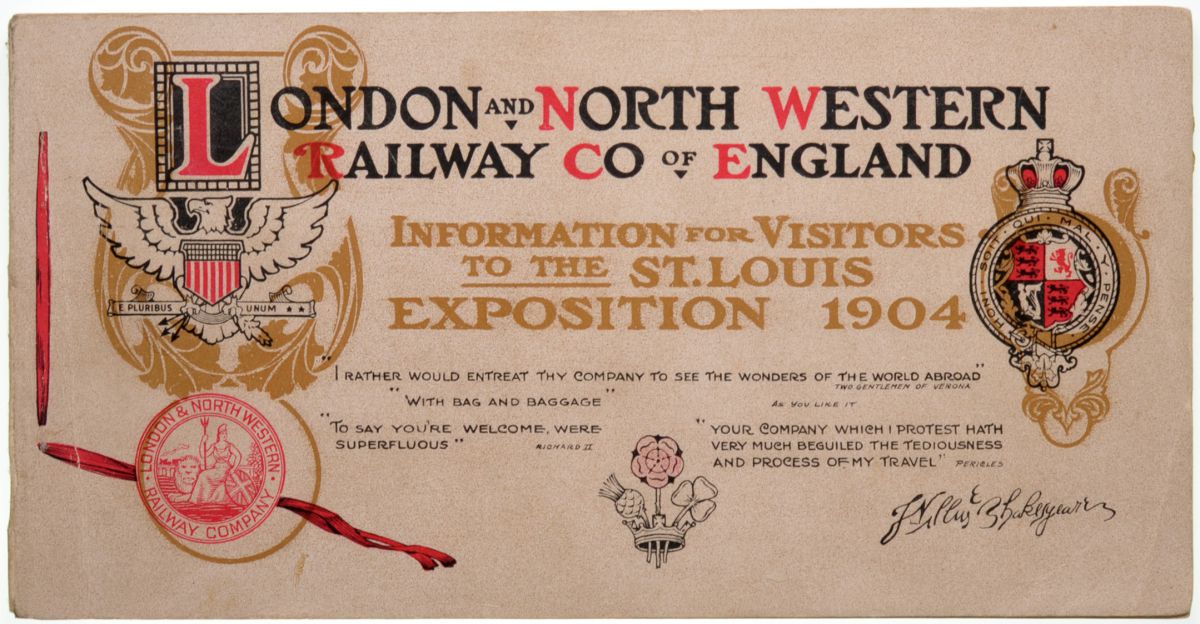 LONDON AND NORTH WESTERN
RAILWAY CO OF ENGLAND
INFORMATION FOR VISITORS
TO THE ST. LOUIS
EXPOSITION 1904
E PLURIBUS UNUM
HONI · SOIT · QUI · MAL · Y · PENSE
"I RATHER WOULD ENTREAT THY COMPANY TO SEE THE WONDERS OF THE WORLD ABROAD"
TWO GENTLEMEN OF VERONA
"WITH BAG AND BAGGAGE"
AS YOU LIKE IT
"TO SAY YOU'RE WELCOME, WERE
SUPERFLUOUS" RICHARD II
"YOUR COMPANY WHICH I PROTEST HATH
VERY MUCH BEGUILED THE TEDIOUSNESS
AND PROCESS OF MY TRAVEL" PERICLES
LONDON & NORTH WESTERN
· RAILWAY COMPANY ·
Shakespeare